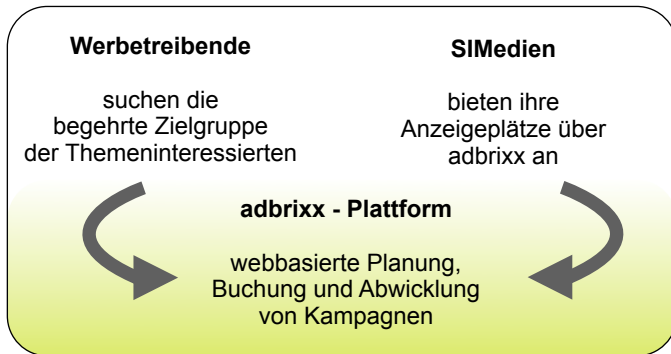 Werbetreibende
suchen die
begehrte Zielgruppe
der Themeninteressierten
SIMedien
bieten ihre
Anzeigeplätze über
adbrixx an
adbrixx - Plattform
webbasierte Planung,
Buchung und Abwicklung
von Kampagnen